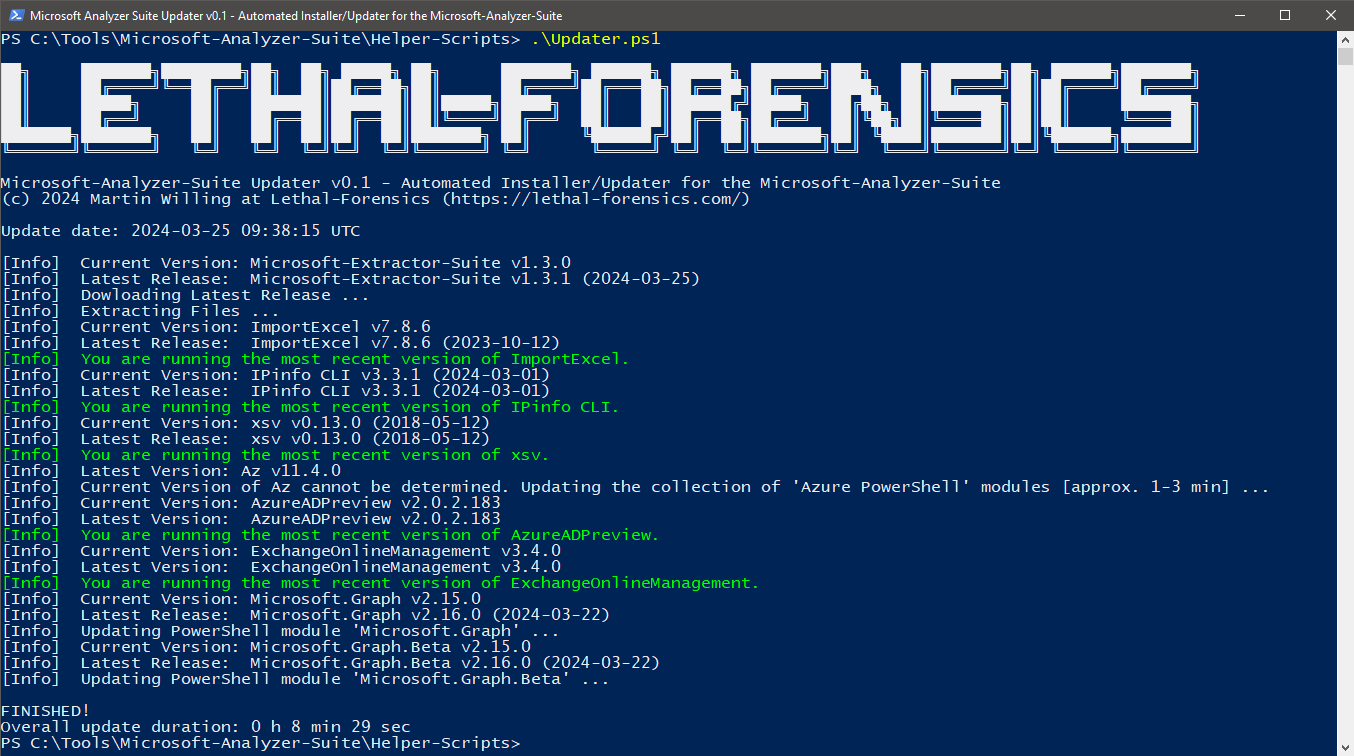 Microsoft Analyzer Suite Updater v0.1 - Automated Installer/Updater for the Microsoft-Analyzer-Suite
PS C:\Tools\Microsoft-Analyzer-Suite\Helper-Scripts> .\Updater.ps1
LETHAL-FORENSICS
Microsoft-Analyzer-Suite Updater v0.1 - Automated Installer/Updater for the Microsoft-Analyzer-Suite
(c) 2024 Martin Willing at Lethal-Forensics (https://lethal-forensics.com/)
Update date: 2024-03-25 09:38:15 UTC
[Info]  Current Version: Microsoft-Extractor-Suite v1.3.0
[Info]  Latest Release:  Microsoft-Extractor-Suite v1.3.1 (2024-03-25)
[Info]  Dowloading Latest Release ...
[Info]  Extracting Files ...
[Info]  Current Version: ImportExcel v7.8.6
[Info]  Latest Release:  ImportExcel v7.8.6 (2023-10-12)
[Info]  You are running the most recent version of ImportExcel.
[Info]  Current Version: IPinfo CLI v3.3.1 (2024-03-01)
[Info]  Latest Release:  IPinfo CLI v3.3.1 (2024-03-01)
[Info]  You are running the most recent version of IPinfo CLI.
[Info]  Current Version: xsv v0.13.0 (2018-05-12)
[Info]  Latest Release:  xsv v0.13.0 (2018-05-12)
[Info]  You are running the most recent version of xsv.
[Info]  Latest Version: Az v11.4.0
[Info]  Current Version of Az cannot be determined. Updating the collection of 'Azure PowerShell' modules [approx. 1-3 min] ...
[Info]  Current Version: AzureADPreview v2.0.2.183
[Info]  Latest Version:  AzureADPreview v2.0.2.183
[Info]  You are running the most recent version of AzureADPreview.
[Info]  Current Version: ExchangeOnlineManagement v3.4.0
[Info]  Latest Version:  ExchangeOnlineManagement v3.4.0
[Info]  You are running the most recent version of ExchangeOnlineManagement.
[Info]  Current Version: Microsoft.Graph v2.15.0
[Info]  Latest Release:  Microsoft.Graph v2.16.0 (2024-03-22)
[Info]  Updating PowerShell module 'Microsoft.Graph' ...
[Info]  Current Version: Microsoft.Graph.Beta v2.15.0
[Info]  Latest Release:  Microsoft.Graph.Beta v2.16.0 (2024-03-22)
[Info]  Updating PowerShell module 'Microsoft.Graph.Beta' ...
FINISHED!
Overall update duration: 0 h 8 min 29 sec
PS C:\Tools\Microsoft-Analyzer-Suite\Helper-Scripts>